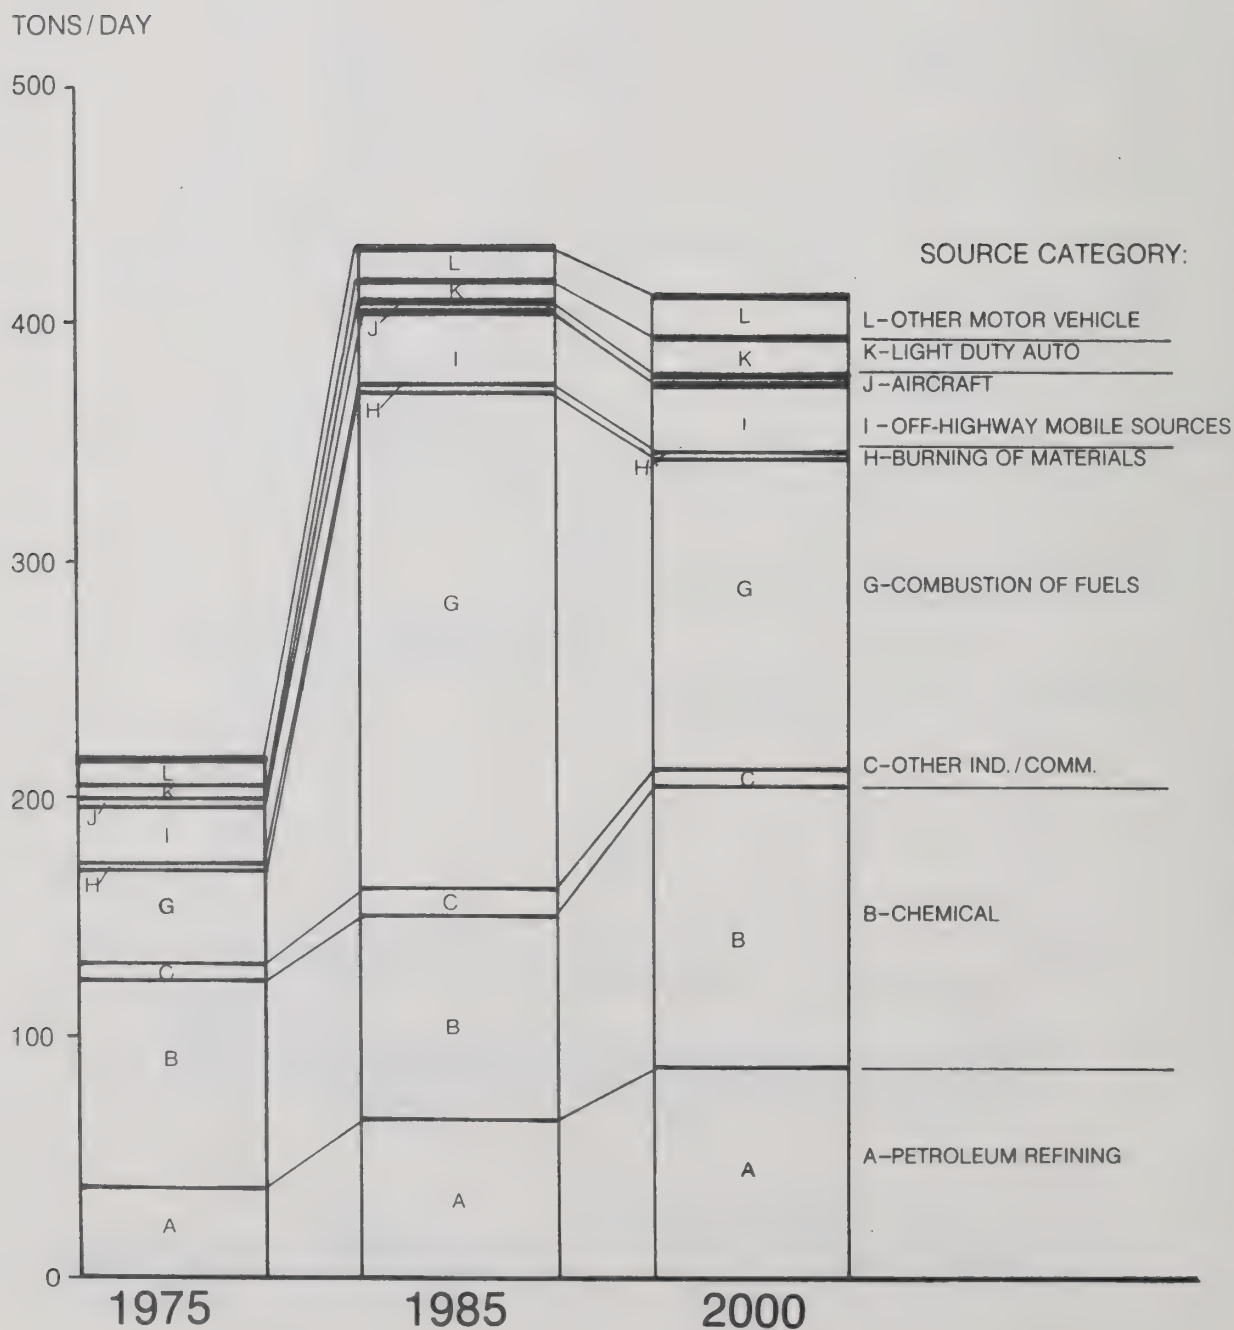 TONS/DAY
500
400
300
200
100
0
L
K
J
I
H
G
C
B
A
L
K
J
I
H
G
C
B
A
L
K
I
H
G
C
B
A
SOURCE CATEGORY:
L-OTHER MOTOR VEHICLE
K-LIGHT DUTY AUTO
J-AIRCRAFT
I-OFF-HIGHWAY MOBILE SOURCES
H-BURNING OF MATERIALS
G-COMBUSTION OF FUELS
C-OTHER IND./COMM.
B-CHEMICAL
A-PETROLEUM REFINING
1975 1985 2000